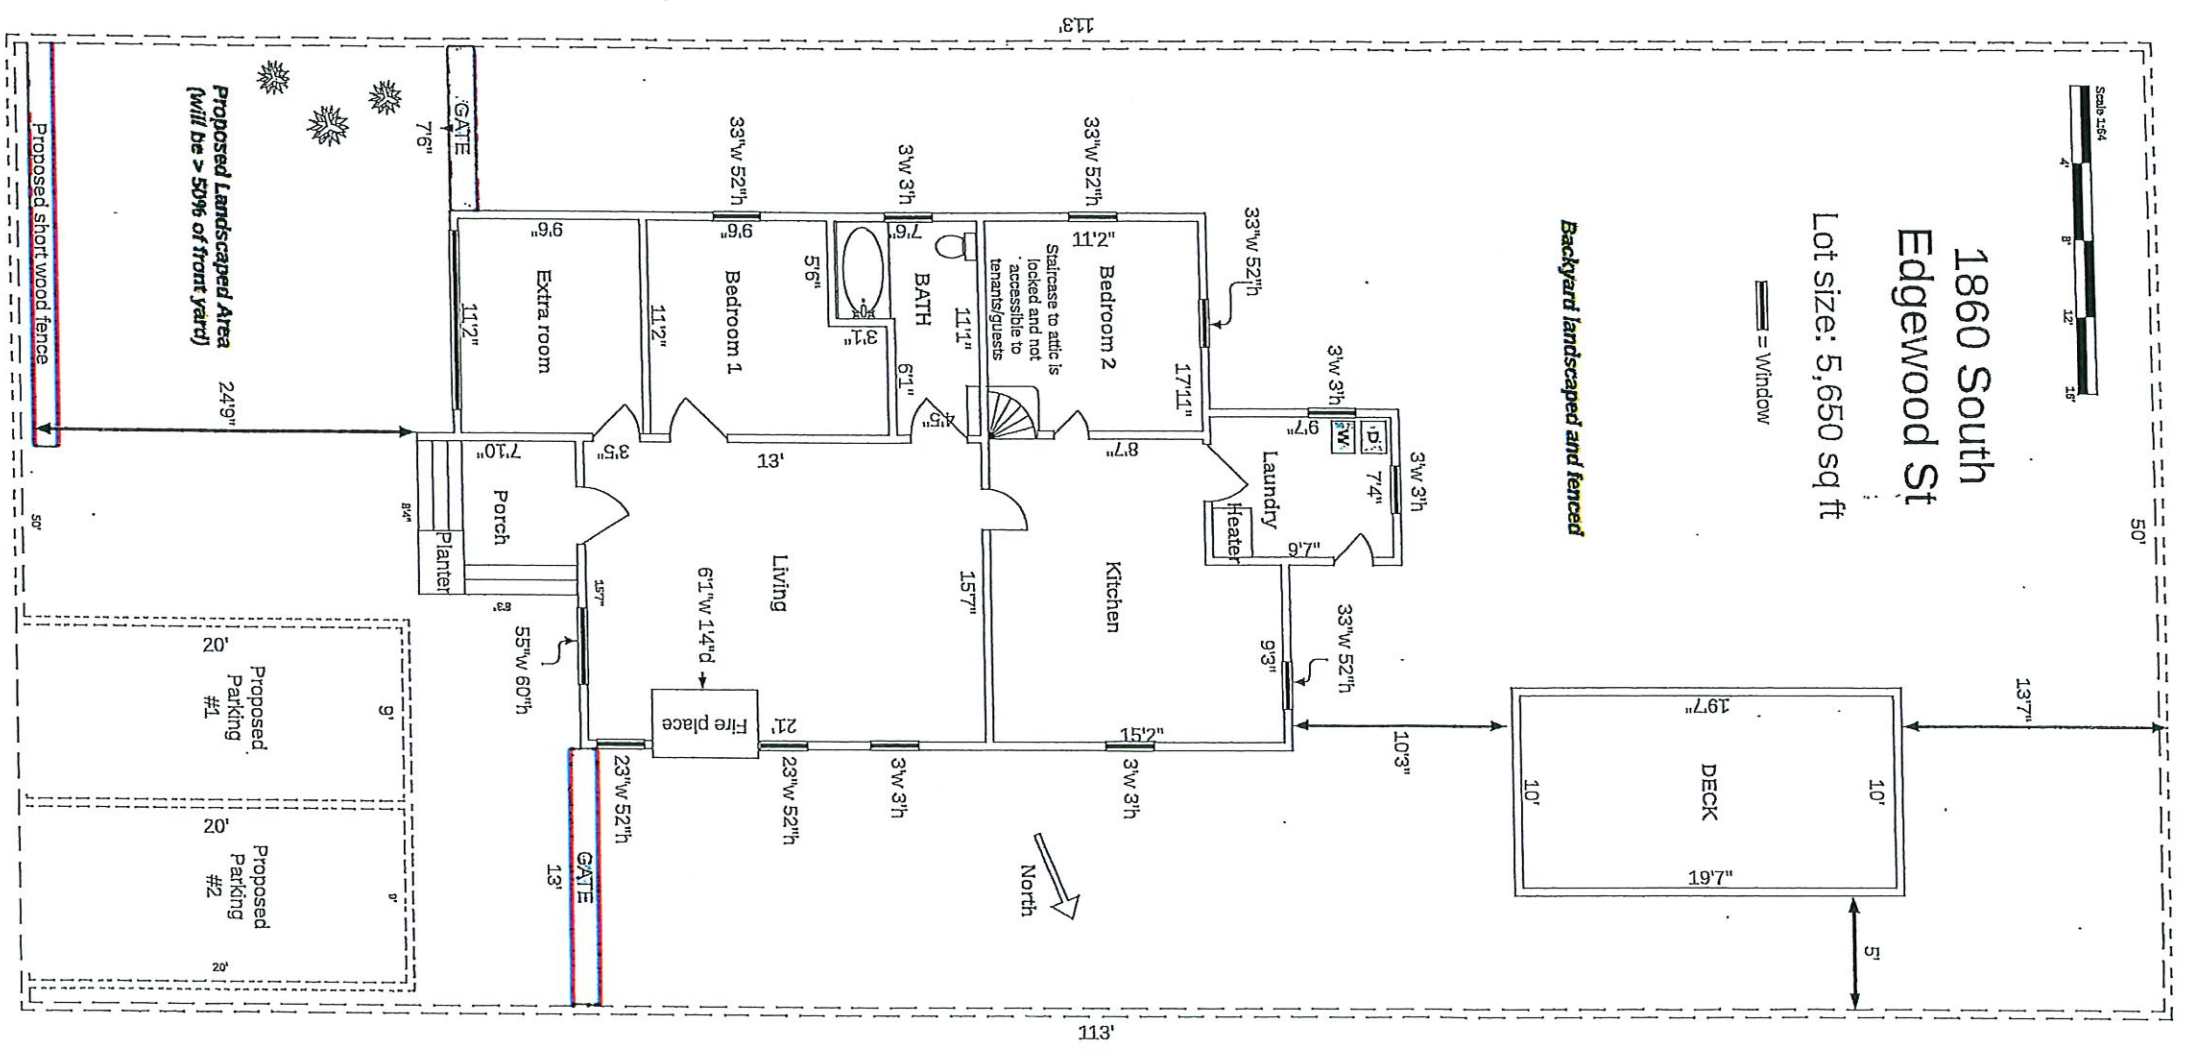 113'
Scale 1:64
4'
8'
12'
16'
1860 South
Edgewood St
Lot size: 5,650 sq ft
= Window
Backyard landscaped and fenced
50'
13'7"
19'7"
10'
DECK
10'
19'7"
5'
10'3"
33"w 52"h
3'w 3'h
33"w 52"h
33"w 52"h
3'w 3'h
3'w 3'h
33"w 52"h
9'7"
W
D
7'4"
Laundry
Heater
9'7"
11'2"
Bedroom 2
17'11"
Staircase to attic is
locked and not
accessible to
tenants/guests
8'7"
Kitchen
9'3"
15'2"
3'w 3'h
7'6"
BATH
11'1"
6'1"
4'5"
9'6"
Bedroom 1
5'6"
3'1"
11'2"
9'6"
Extra room
11'2"
3'5"
13'
Living
15'7"
15'7"
6'1"w 1'4"d
Fire place
21'
23"w 52"h
23"w 52"h
3'w 3'h
55"w 60"h
7'10"
Porch
Planter
8'4"
GATE
7'6"
GATE
13'
Proposed Landscaped Area
(will be > 50% of front yard)
24'9"
Proposed short wood fence
50'
20'
Proposed
Parking
#1
9'
20'
Proposed
Parking
#2
9'
20'
North
113'